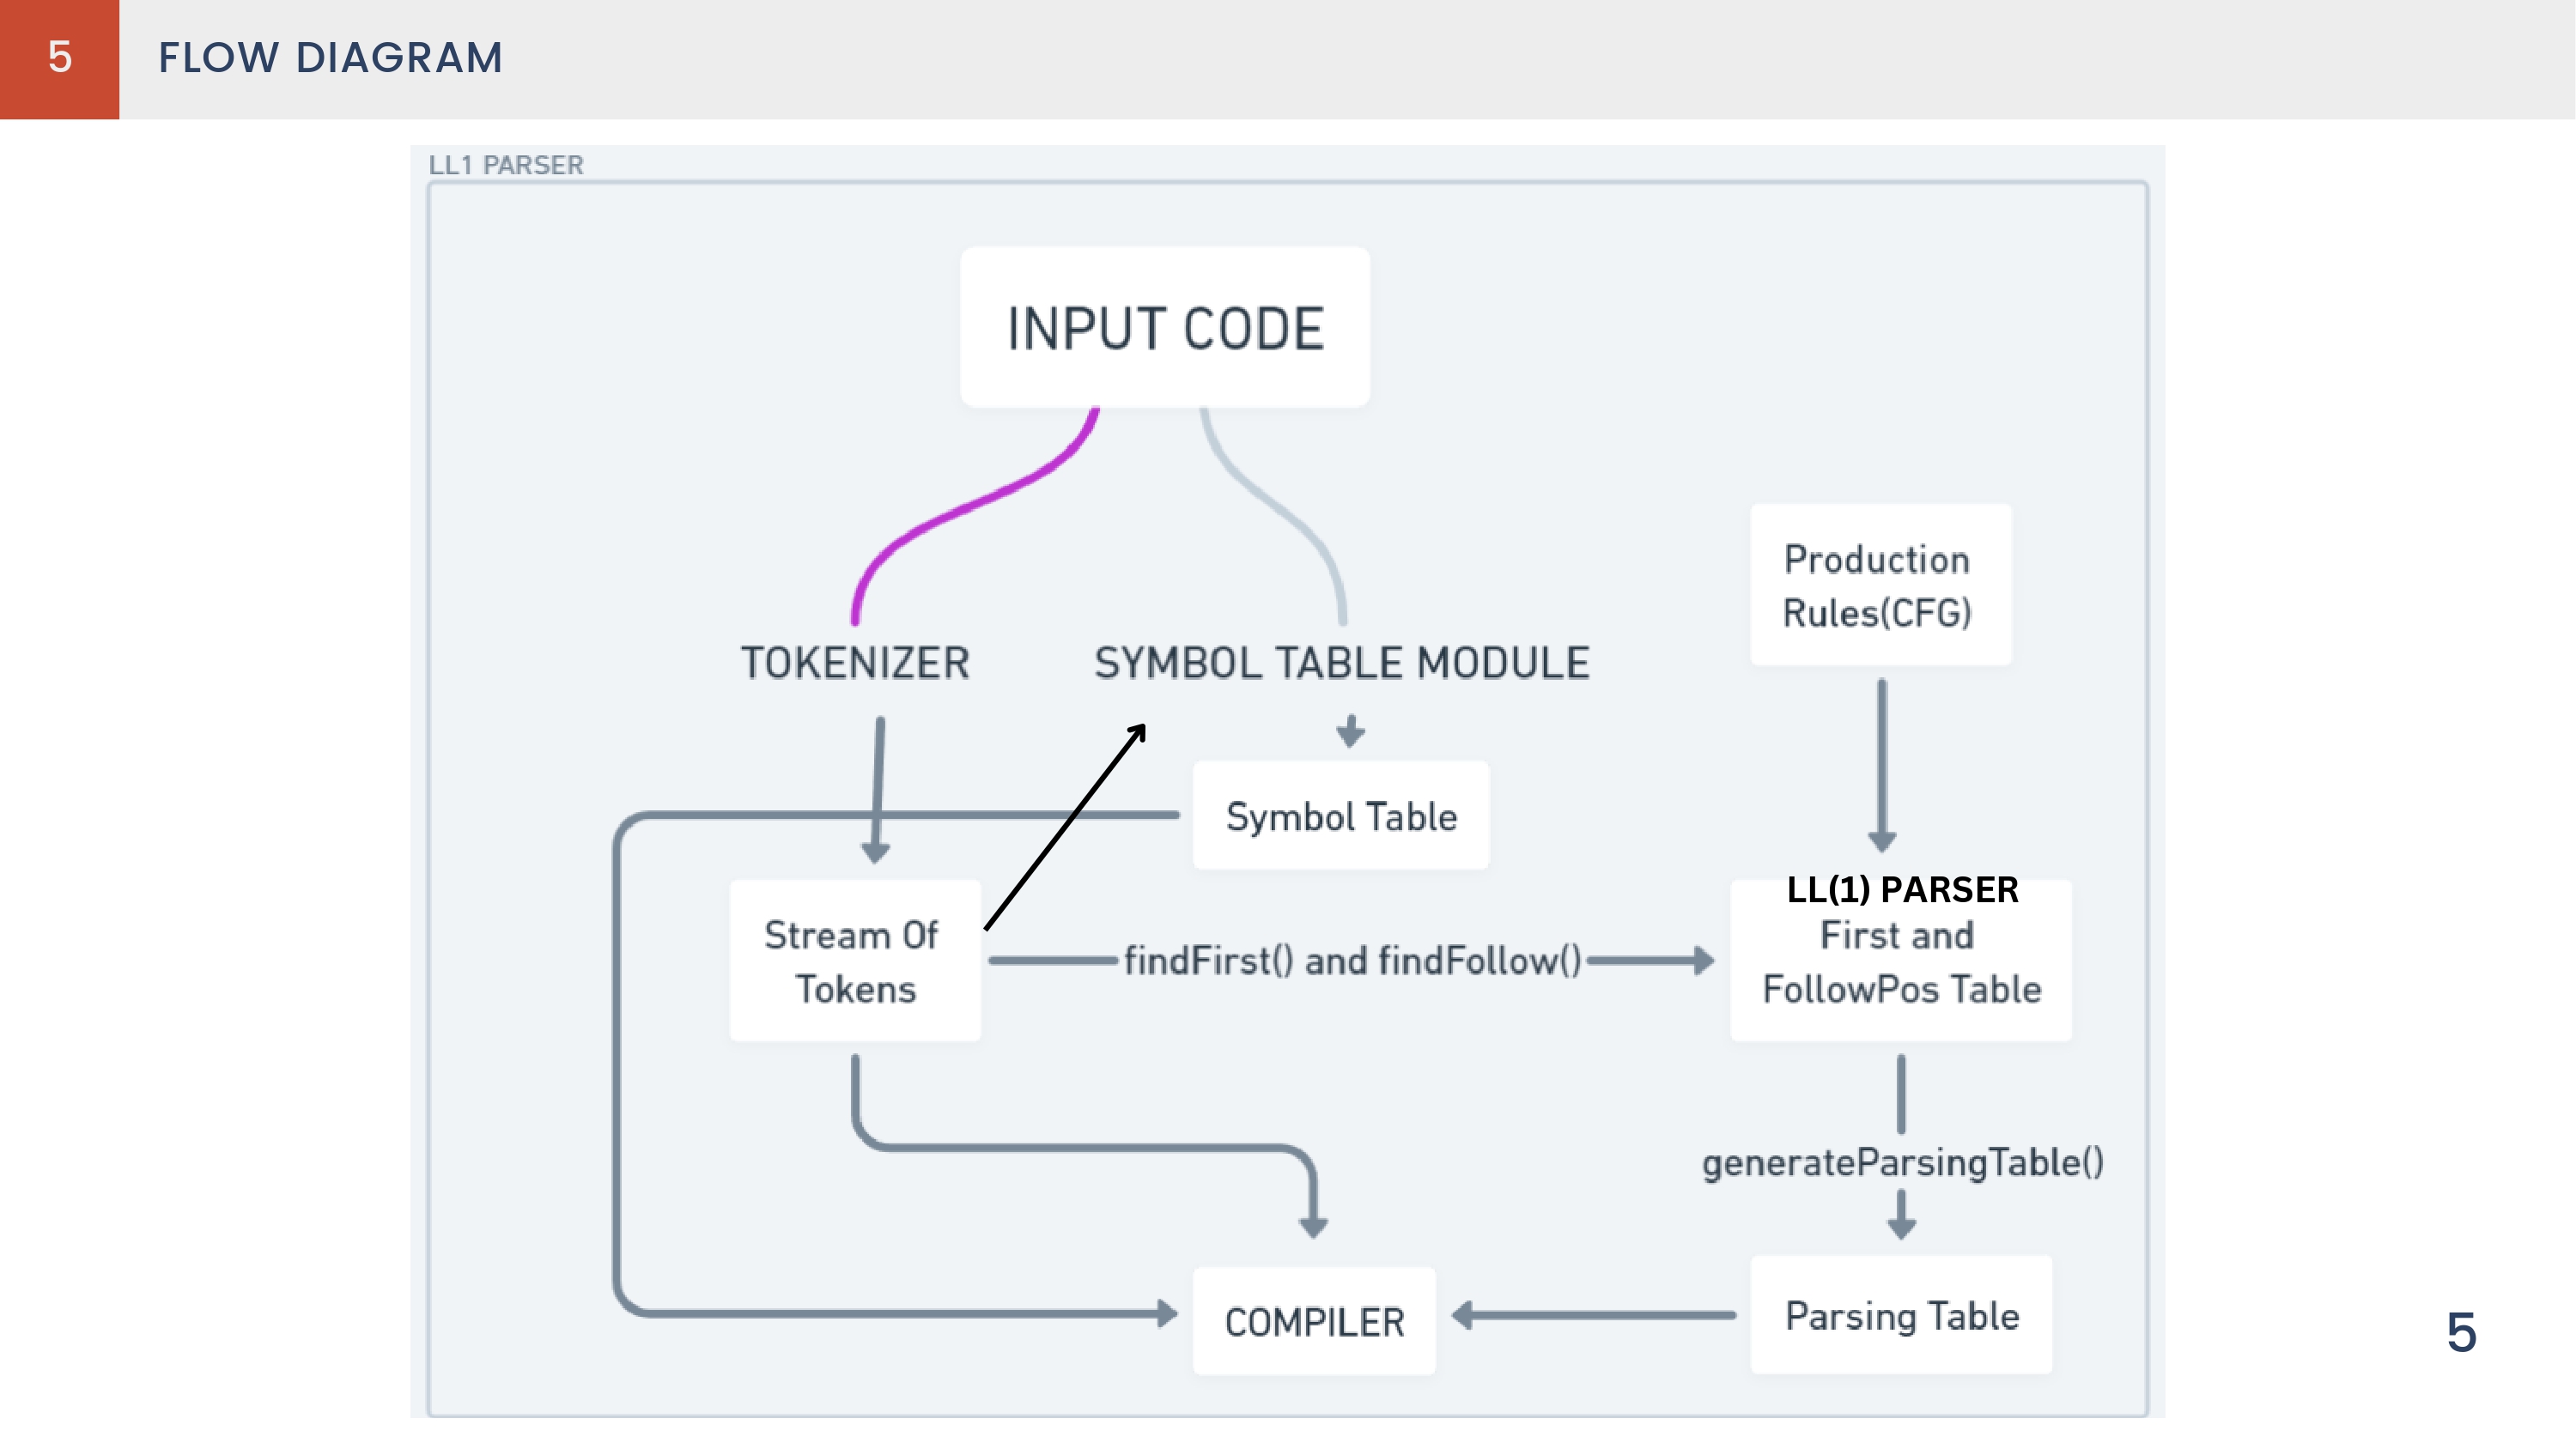 5
FLOW DIAGRAM
LL1 PARSER
INPUT CODE
Production
Rules(CFG)
TOKENIZER
SYMBOL TABLE MODULE
Symbol Table
LL(1) PARSER
Stream Of
Tokens
findFirst() and findFollow()
First and
FollowPos Table
generateParsingTable()
COMPILER
Parsing Table
5